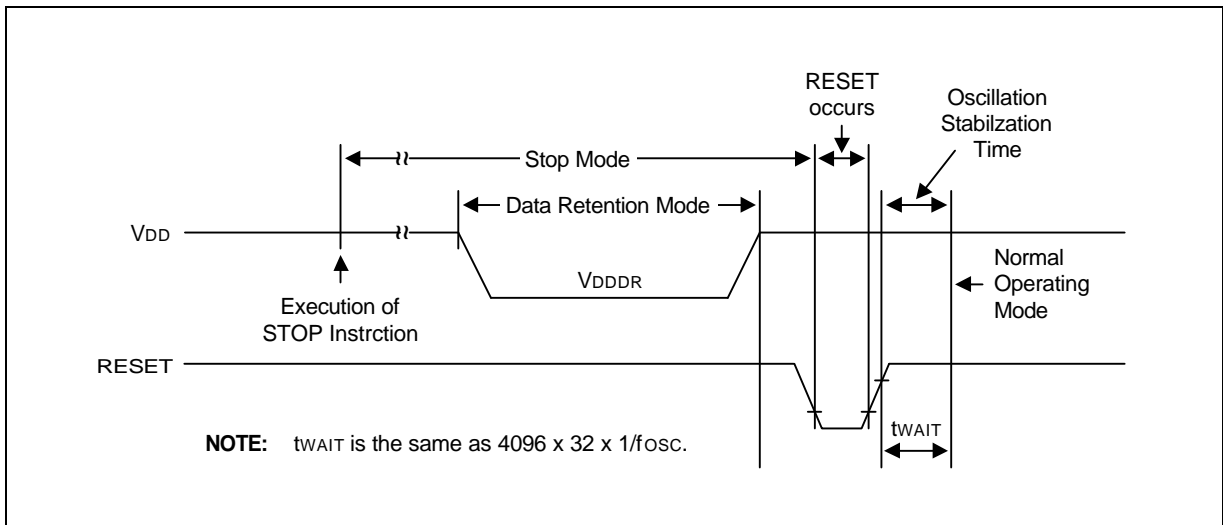 RESET
occurs
Oscillation
Stabilzation
Time
Stop Mode
Data Retention Mode
VDD
VDDDR
Execution of
STOP Instrction
Normal
Operating
Mode
RESET
tWAIT
NOTE: tWAIT is the same as 4096 x 32 x 1/fOSC.